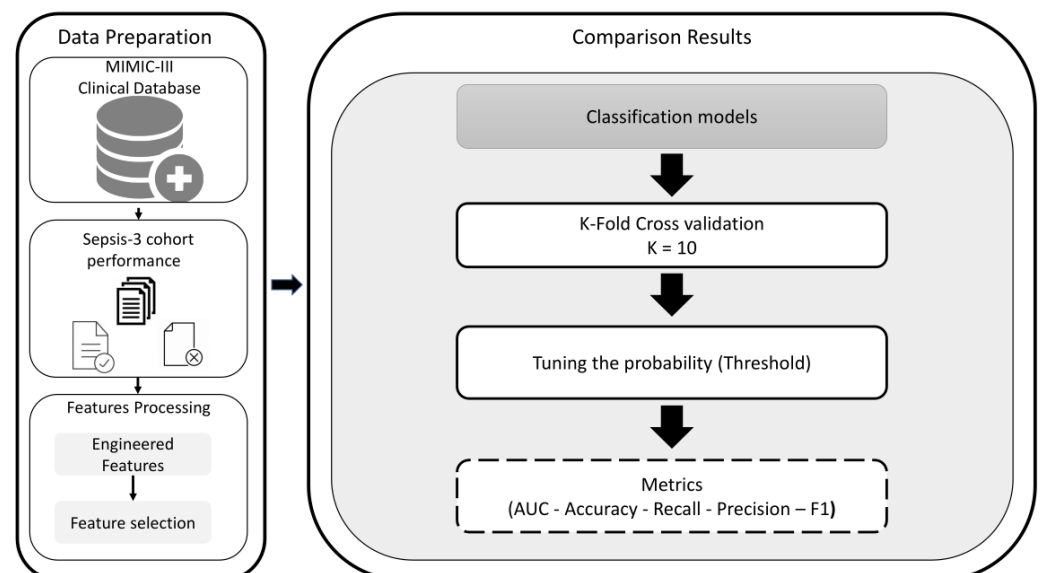 Data Preparation
MIMIC-III
Clinical Database
Sepsis-3 cohort
performance
Features Processing
Engineered
Features
Feature selection
Comparison Results
Classification models
K-Fold Cross validation
K = 10
Tuning the probability (Threshold)
Metrics
(AUC - Accuracy - Recall - Precision – F1)